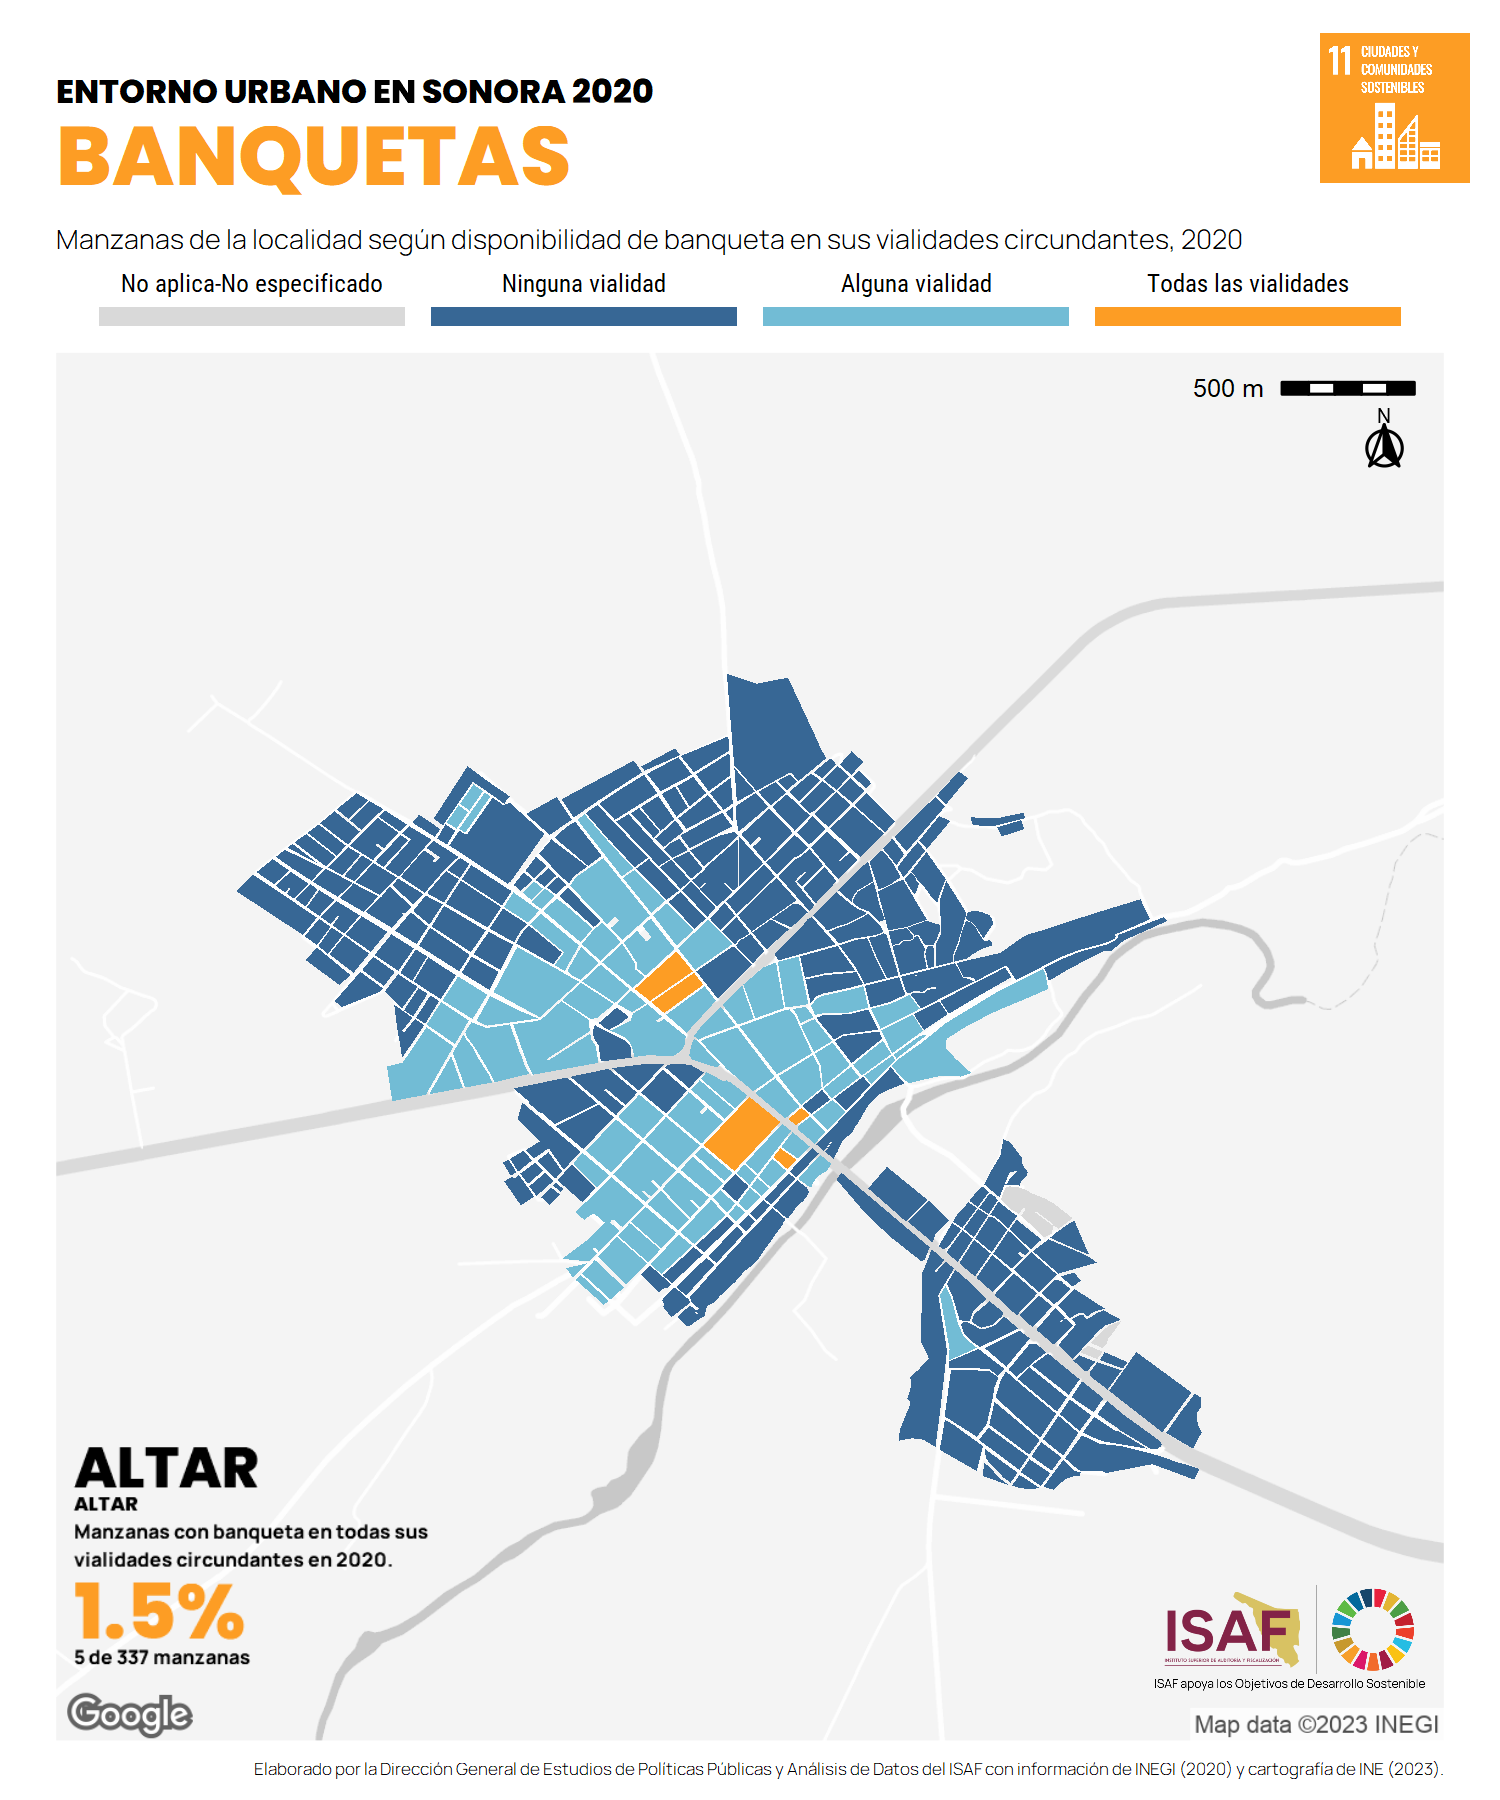 11 CIUDADES Y
COMUNIDADES
SOSTENIBLES
ENTORNO URBANO EN SONORA 2020
BANQUETAS
Manzanas de la localidad según disponibilidad de banqueta en sus vialidades circundantes, 2020
No aplica-No especificado
Ninguna vialidad
Alguna vialidad
Todas las vialidades
500 m
N
ALTAR
ALTAR
Manzanas con banqueta en todas sus
vialidades circundantes en 2020.
1.5%
5 de 337 manzanas
ISAF
INSTITUTO SUPERIOR DE AUDITORÍA Y FISCALIZACIÓN
ISAF apoya los Objetivos de Desarrollo Sostenible
Google
Map data ©2023 INEGI
Elaborado por la Dirección General de Estudios de Políticas Públicas y Análisis de Datos del ISAF con información de INEGI (2020) y cartografía de INE (2023).